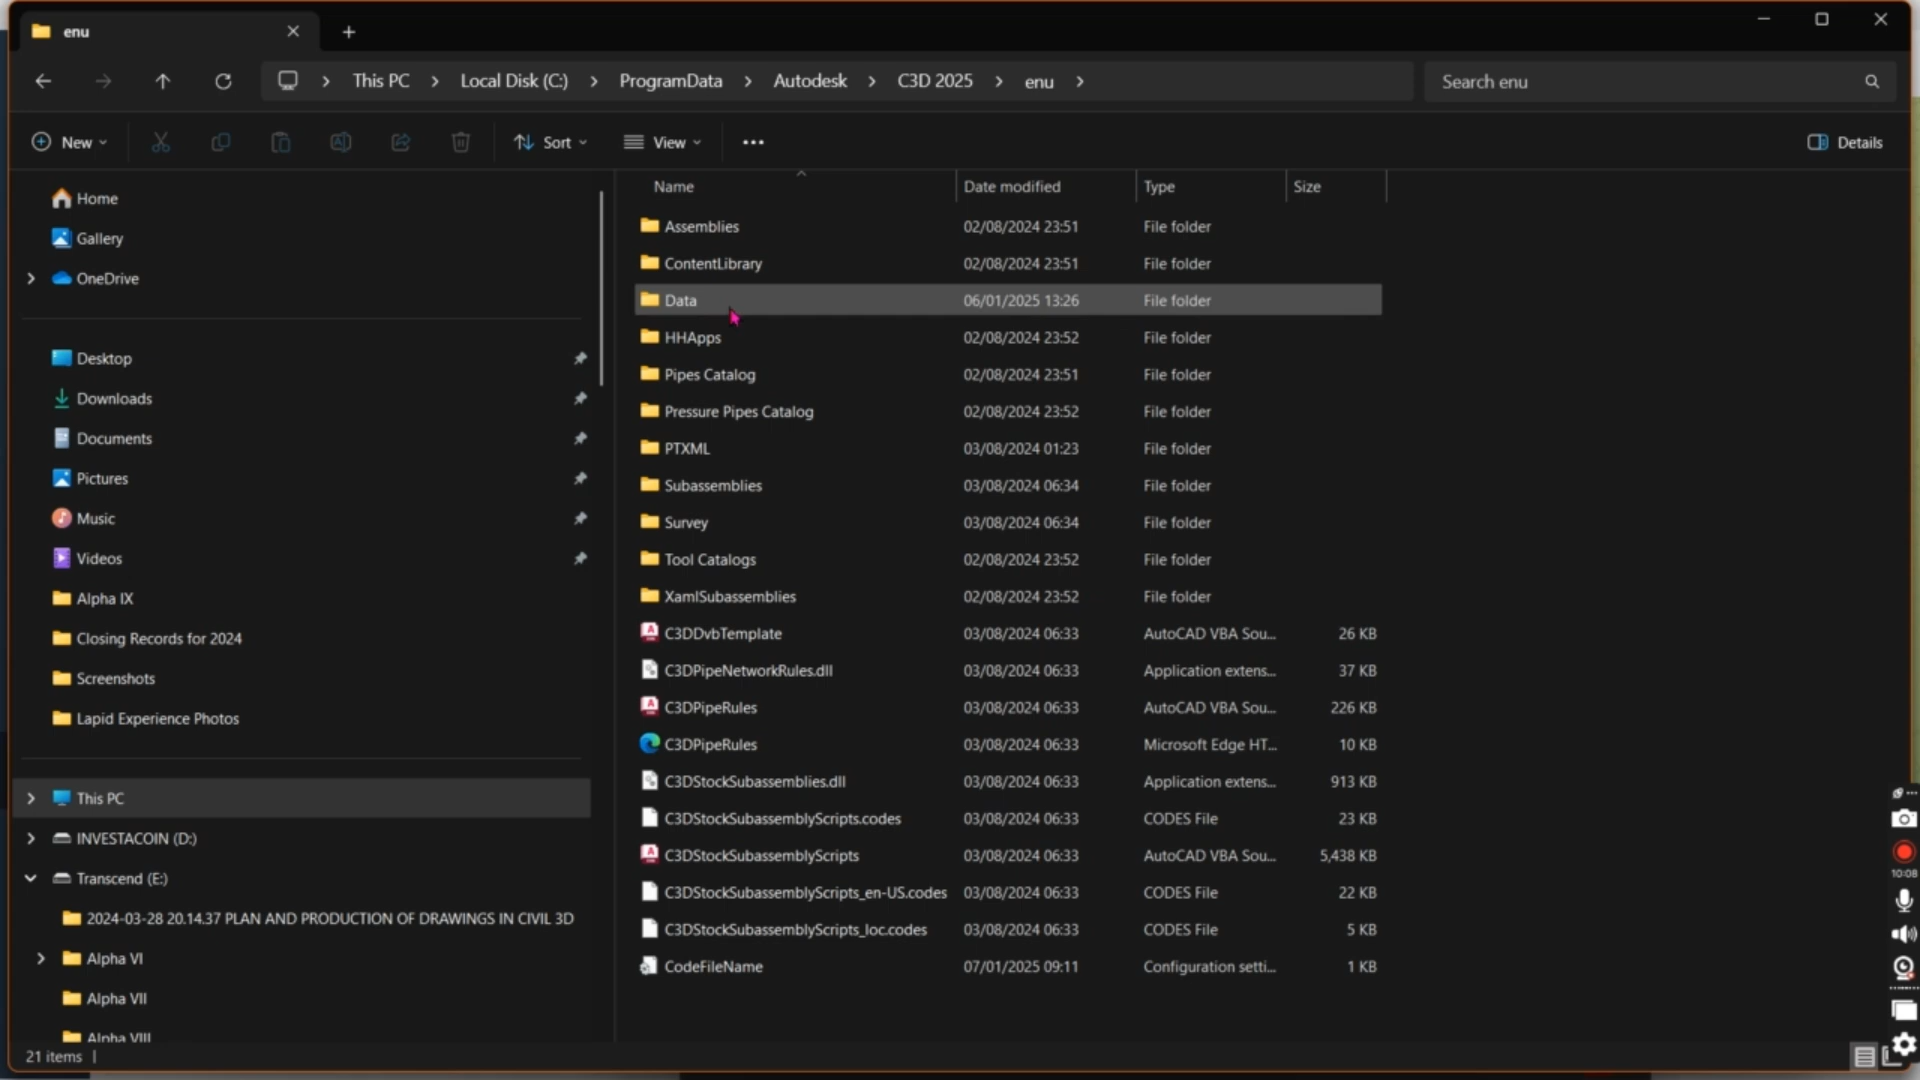 enu
This PC > Local Disk (C:) > ProgramData > Autodesk > C3D 2025 > enu >
Search enu
New
Sort
View
Details
Name Date modified Type Size
Home
Gallery
OneDrive
Desktop
Downloads
Documents
Pictures
Music
Videos
Alpha IX
Closing Records for 2024
Screenshots
Lapid Experience Photos
This PC
INVESTACOIN (D:)
Transcend (E:)
2024-03-28 20.14.37 PLAN AND PRODUCTION OF DRAWINGS IN CIVIL 3D
Alpha VI
Alpha VII
Alpha VIII
Assemblies 02/08/2024 23:51 File folder
ContentLibrary 02/08/2024 23:51 File folder
Data 06/01/2025 13:26 File folder
HHApps 02/08/2024 23:52 File folder
Pipes Catalog 02/08/2024 23:51 File folder
Pressure Pipes Catalog 02/08/2024 23:52 File folder
PTXML 03/08/2024 01:23 File folder
Subassemblies 03/08/2024 06:34 File folder
Survey 03/08/2024 06:34 File folder
Tool Catalogs 02/08/2024 23:52 File folder
XamlSubassemblies 02/08/2024 23:52 File folder
C3DDvbTemplate 03/08/2024 06:33 AutoCAD VBA Sou... 26 KB
C3DPipeNetworkRules.dll 03/08/2024 06:33 Application extens... 37 KB
C3DPipeRules 03/08/2024 06:33 AutoCAD VBA Sou... 226 KB
C3DPipeRules 03/08/2024 06:33 Microsoft Edge HT... 10 KB
C3DStockSubassemblies.dll 03/08/2024 06:33 Application extens... 913 KB
C3DStockSubassemblyScripts.codes 03/08/2024 06:33 CODES File 23 KB
C3DStockSubassemblyScripts 03/08/2024 06:33 AutoCAD VBA Sou... 5,438 KB
C3DStockSubassemblyScripts_en-US.codes 03/08/2024 06:33 CODES File 22 KB
C3DStockSubassemblyScripts_loc.codes 03/08/2024 06:33 CODES File 5 KB
CodeFileName 07/01/2025 09:11 Configuration setti... 1 KB
10:08
21 items